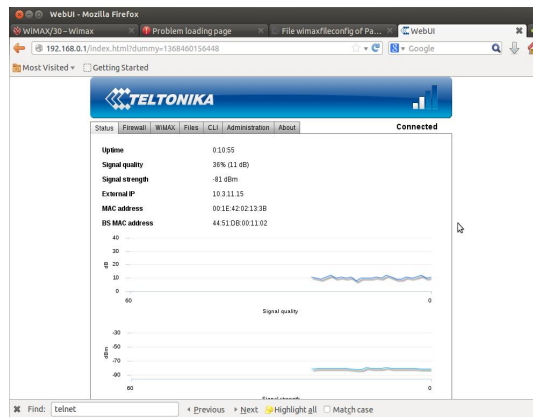 WebUI - Mozilla Firefox
WiMAX/30 – Wimax
Problem loading page
File wimaxfileconfig of Pa...
WebUI
192.168.0.1/index.html?dummy=1368460156448
Google
Most Visited
Getting Started
TELTONIKA
Status Firewall WiMAX Files CLI Administration About
Connected
Uptime 0:10:55
Signal quality 36% (11 dB)
Signal strength -81 dBm
External IP 10.3.11.15
MAC address 00:1E:42:02:13:3B
BS MAC address 44:51:DB:00:11:02
40
30
20
10
0
dB
60 0
Signal quality
-30
-50
-70
-90
dBm
60 0
Signal strength
Find: telnet Previous Next Highlight all Match case